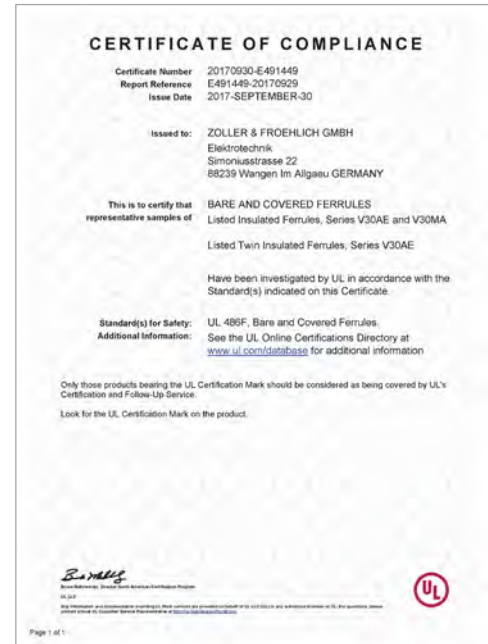 CERTIFICATE OF COMPLIANCE
Certificate Number 20170930-E491449
Report Reference E491449-20170929
Issue Date 2017-SEPTEMBER-30
Issued to: ZOLLER & FROEHLICH GMBH
Elektrotechnik
Simoniusstrasse 22
88239 Wangen Im Allgaeu GERMANY
This is to certify that BARE AND COVERED FERRULES
representative samples of Listed Insulated Ferrules, Series V30AE and V30MA
Listed Twin Insulated Ferrules, Series V30AE
Have been investigated by UL in accordance with the
Standard(s) indicated on this Certificate.
Standard(s) for Safety: UL 486F, Bare and Covered Ferrules
Additional Information: See the UL Online Certifications Directory at
www.ul.com/database for additional information
Only those products bearing the UL Certification Mark should be considered as being covered by UL's
Certification and Follow-Up Service.
Look for the UL Certification Mark on the product.
UL LLC
UL
Page 1 of 1